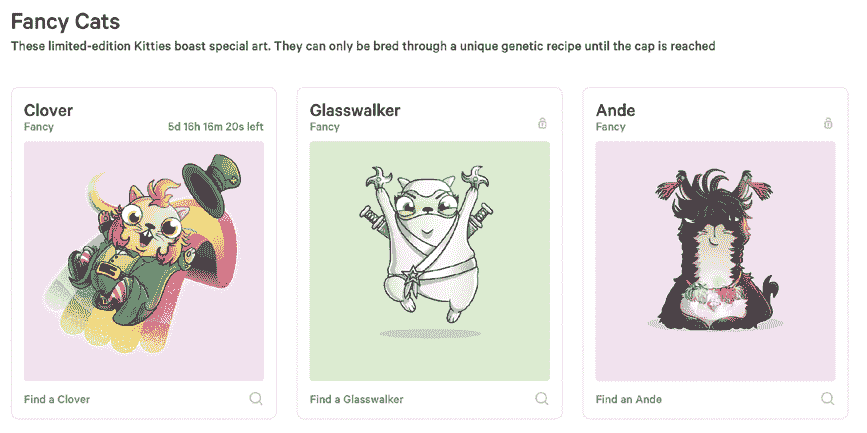 Fancy Cats
These limited-edition Kitties boast special art. They can only be bred through a unique genetic recipe until the cap is reached
Clover
Fancy
5d 16h 16m 20s left
Find a Clover
Glasswalker
Fancy
Find a Glasswalker
Ande
Fancy
Find an Ande